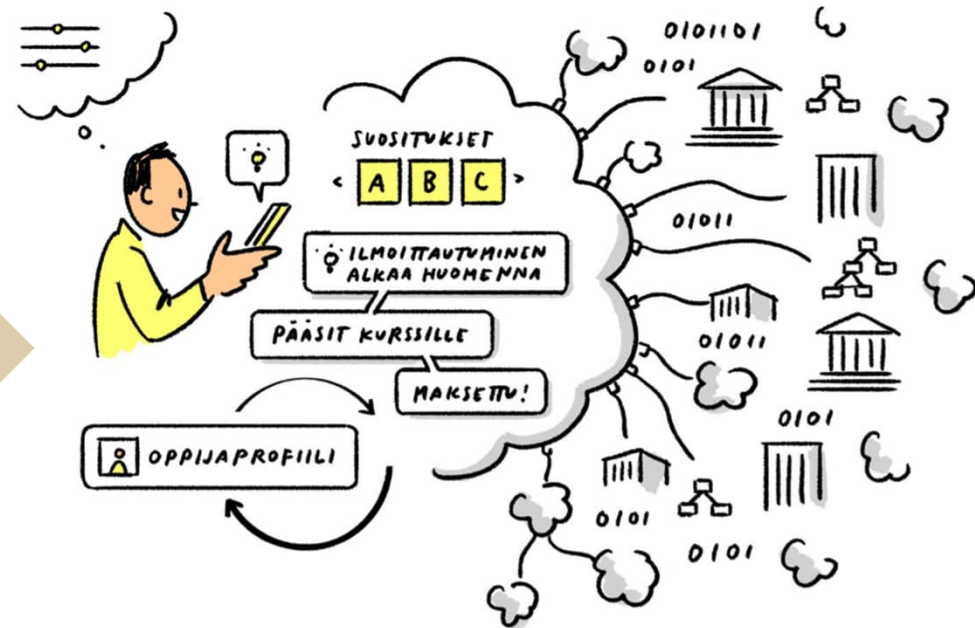 0101101
0101
SUOSITUKSET
< A B C >
01011
ILMOITTAUTUMINEN
ALKAA HUOMENNA
PÄÄSIT KURSSILLE
01011
MAKSETTU!
0101
OPPIJAPROFIILI
0101
0101